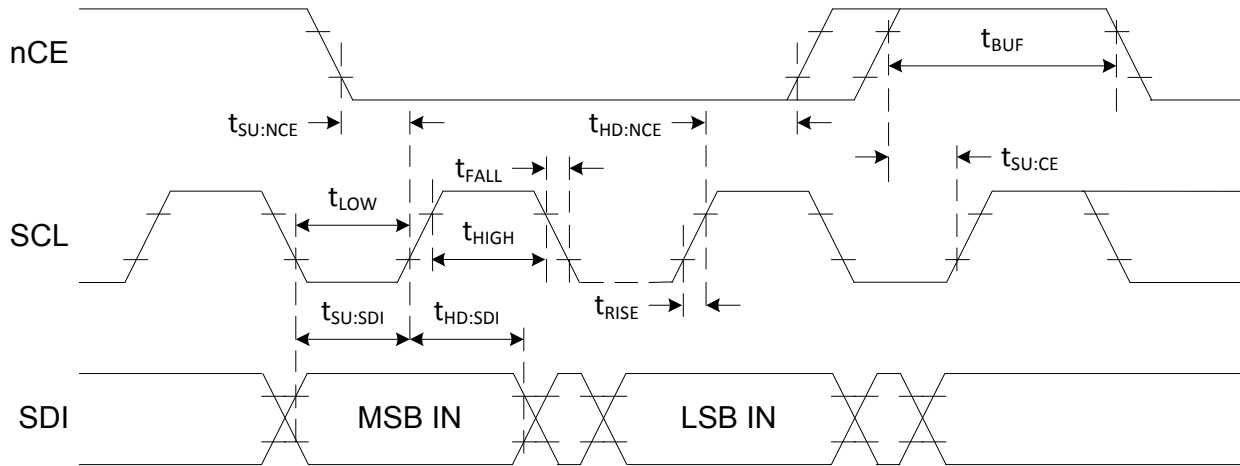 nCE
tBUF
tSU:NCE
tHD:NCE
tSU:CE
tFALL
tLOW
SCL
tHIGH
tRISE
tSU:SDI
tHD:SDI
SDI
MSB IN
LSB IN